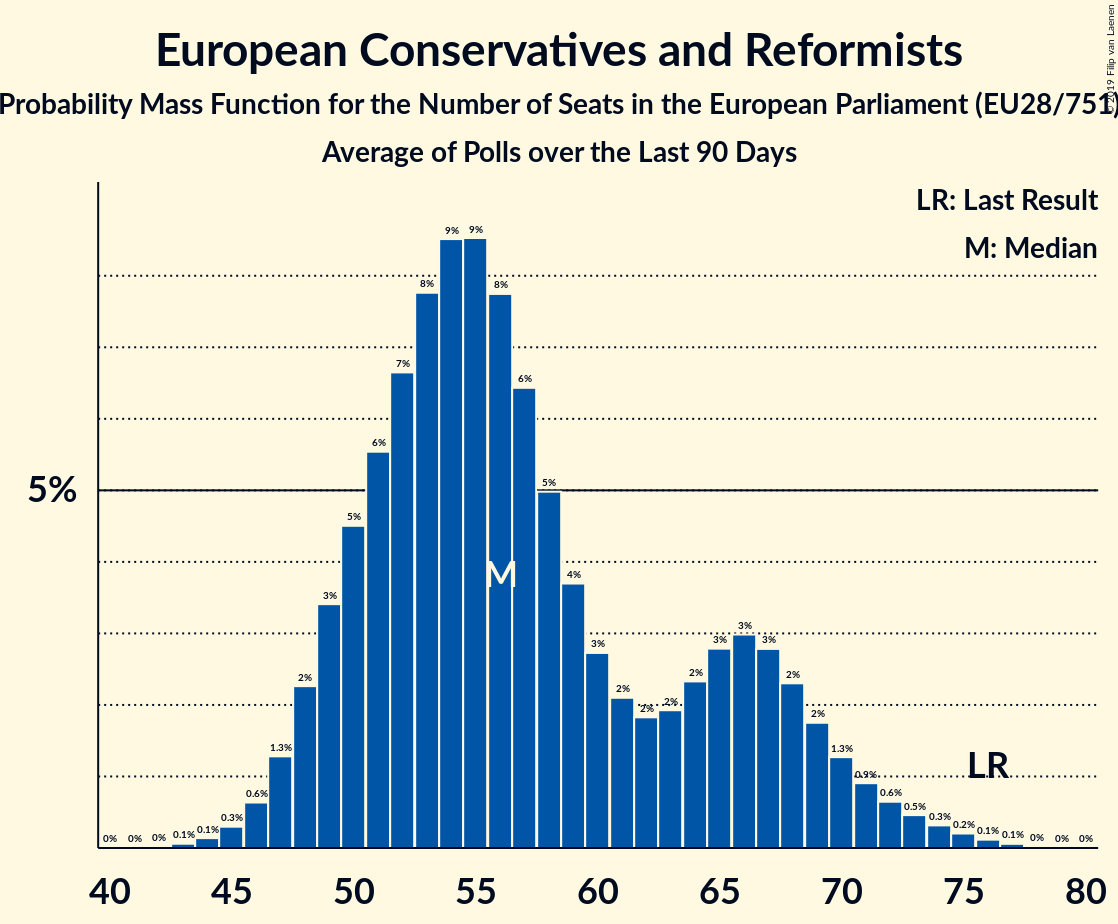 European Conservatives and Reformists
© 2019 Filip van Laenen
Probability Mass Function for the Number of Seats in the European Parliament (EU28/751)
Average of Polls over the Last 90 Days
LR: Last Result
M: Median
9% 9%
8% 8%
7%
6%
6%
5%
5%
5%
M
4%
3%
3%
3%
3%
3%
2%
2%
2%
2%
2%
2%
2%
1.3%
1.3%
LR
0.9%
0.6%
0.6%
0.5%
0.3%
0.3%
0.2%
0% 0% 0% 0.1% 0.1%
0.1% 0.1% 0% 0% 0%
40 45 50 55 60 65 70 75 80